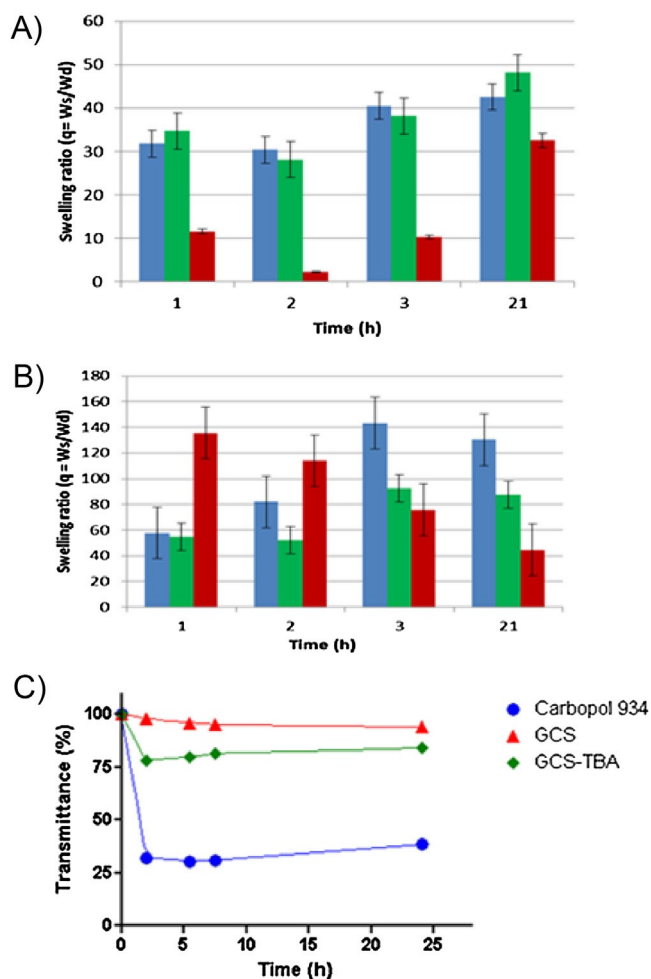 A)
Swelling ratio (q= Ws/Wd)
60
50
40
30
20
10
0
1 2 3 21
Time (h)
B)
Swelling ratio (q= Ws/Wd)
180
160
140
120
100
80
60
40
20
0
1 2 3 21
Time (h)
C)
Transmittance (%)
100
75
50
25
0
0 5 10 15 20 25
Time (h)
Carbopol 934
GCS
GCS-TBA